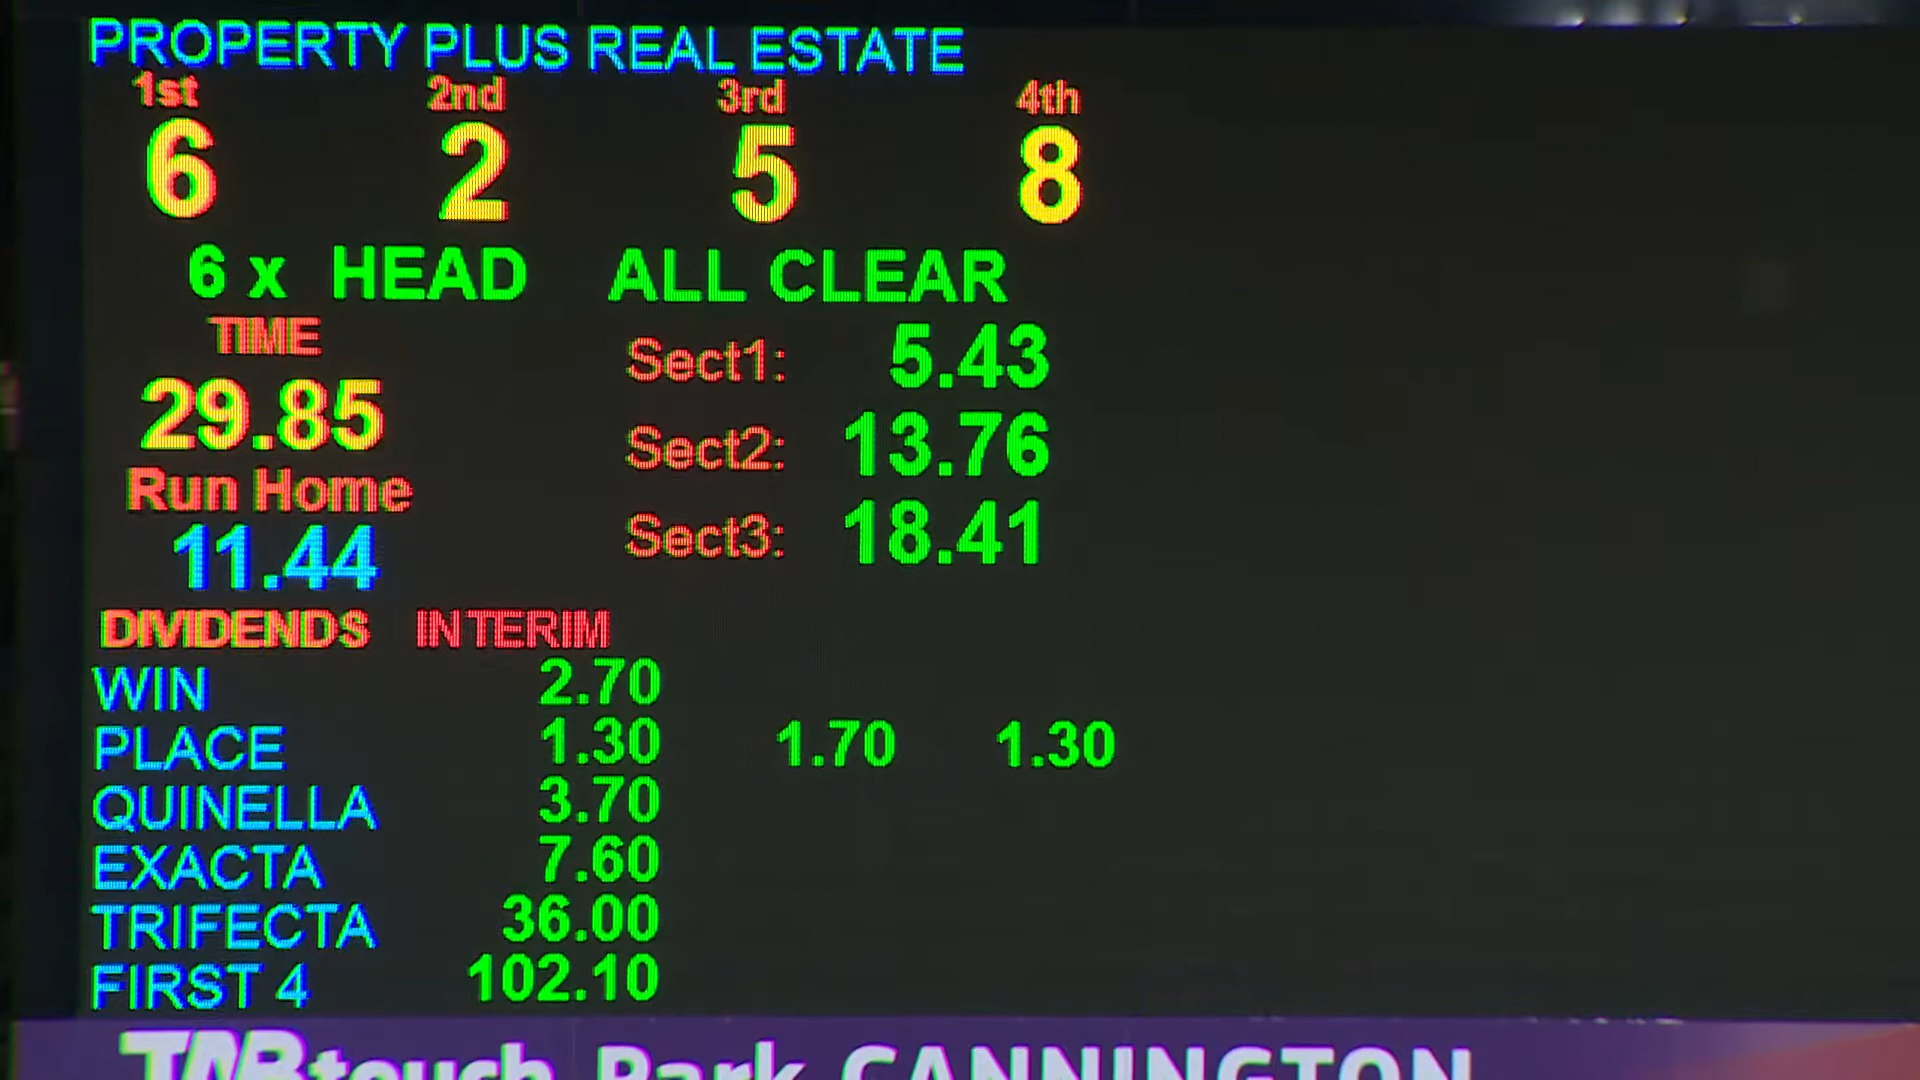 PROPERTY PLUS REAL ESTATE
1st 2nd 3rd 4th
6 2 5 8
6 x HEAD ALL CLEAR
TIME Sect1: 5.43
29.85 Sect2: 13.76
Run Home Sect3: 18.41
11.44
DIVIDENDS INTERIM
WIN 2.70
PLACE 1.30 1.70 1.30
QUINELLA 3.70
EXACTA 7.60
TRIFECTA 36.00
FIRST 4 102.10
TABtouch Park CANNINGTON